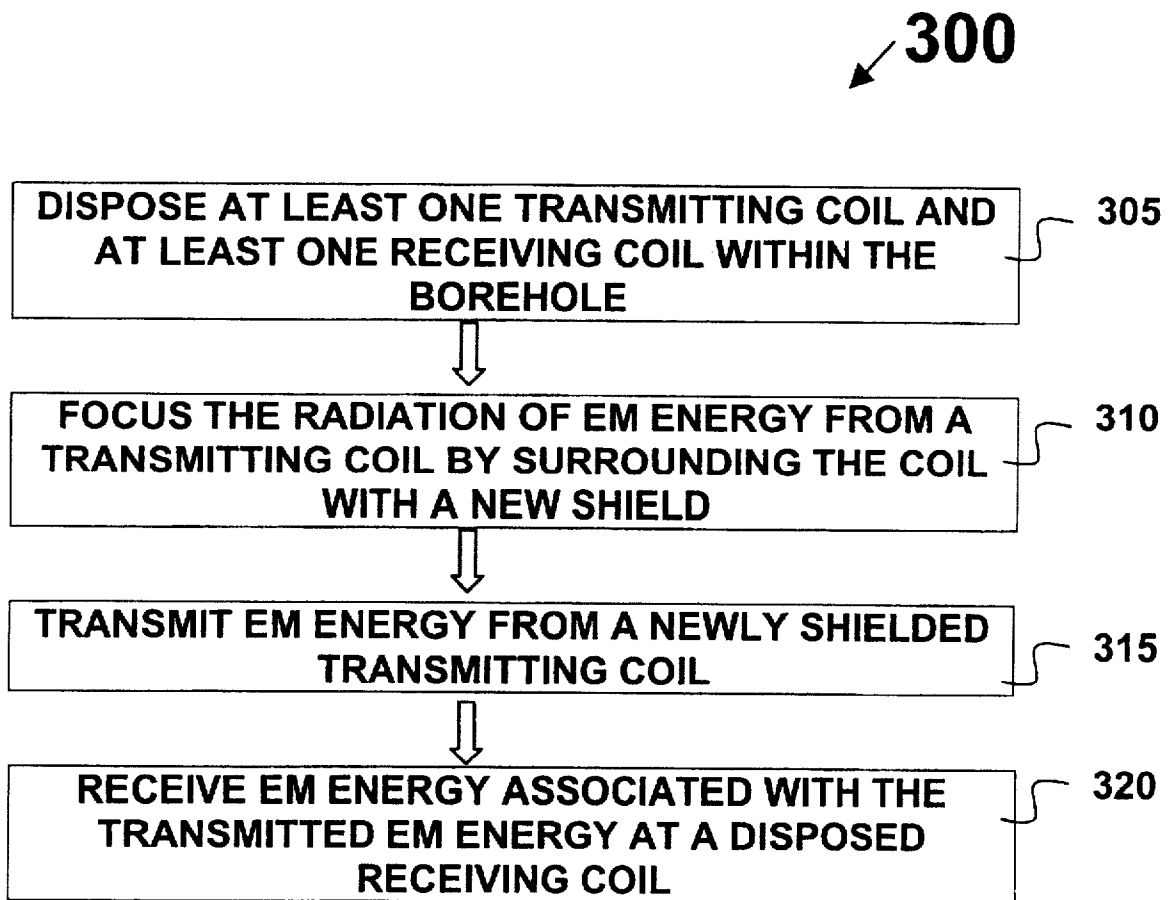 300
DISPOSE AT LEAST ONE TRANSMITTING COIL AND
AT LEAST ONE RECEIVING COIL WITHIN THE
BOREHOLE
305
FOCUS THE RADIATION OF EM ENERGY FROM A
TRANSMITTING COIL BY SURROUNDING THE COIL
WITH A NEW SHIELD
310
TRANSMIT EM ENERGY FROM A NEWLY SHIELDED
TRANSMITTING COIL
315
RECEIVE EM ENERGY ASSOCIATED WITH THE
TRANSMITTED EM ENERGY AT A DISPOSED
RECEIVING COIL
320